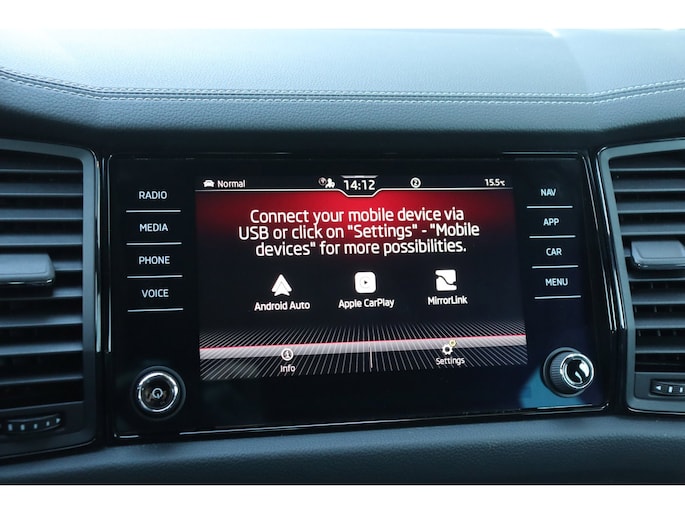 Normal 14:12 2 15.5°C
Connect your mobile device via
USB or click on "Settings" - "Mobile
devices" for more possibilities.
Android Auto Apple CarPlay MirrorLink
Info Settings
RADIO
MEDIA
PHONE
VOICE
NAV
APP
CAR
MENU